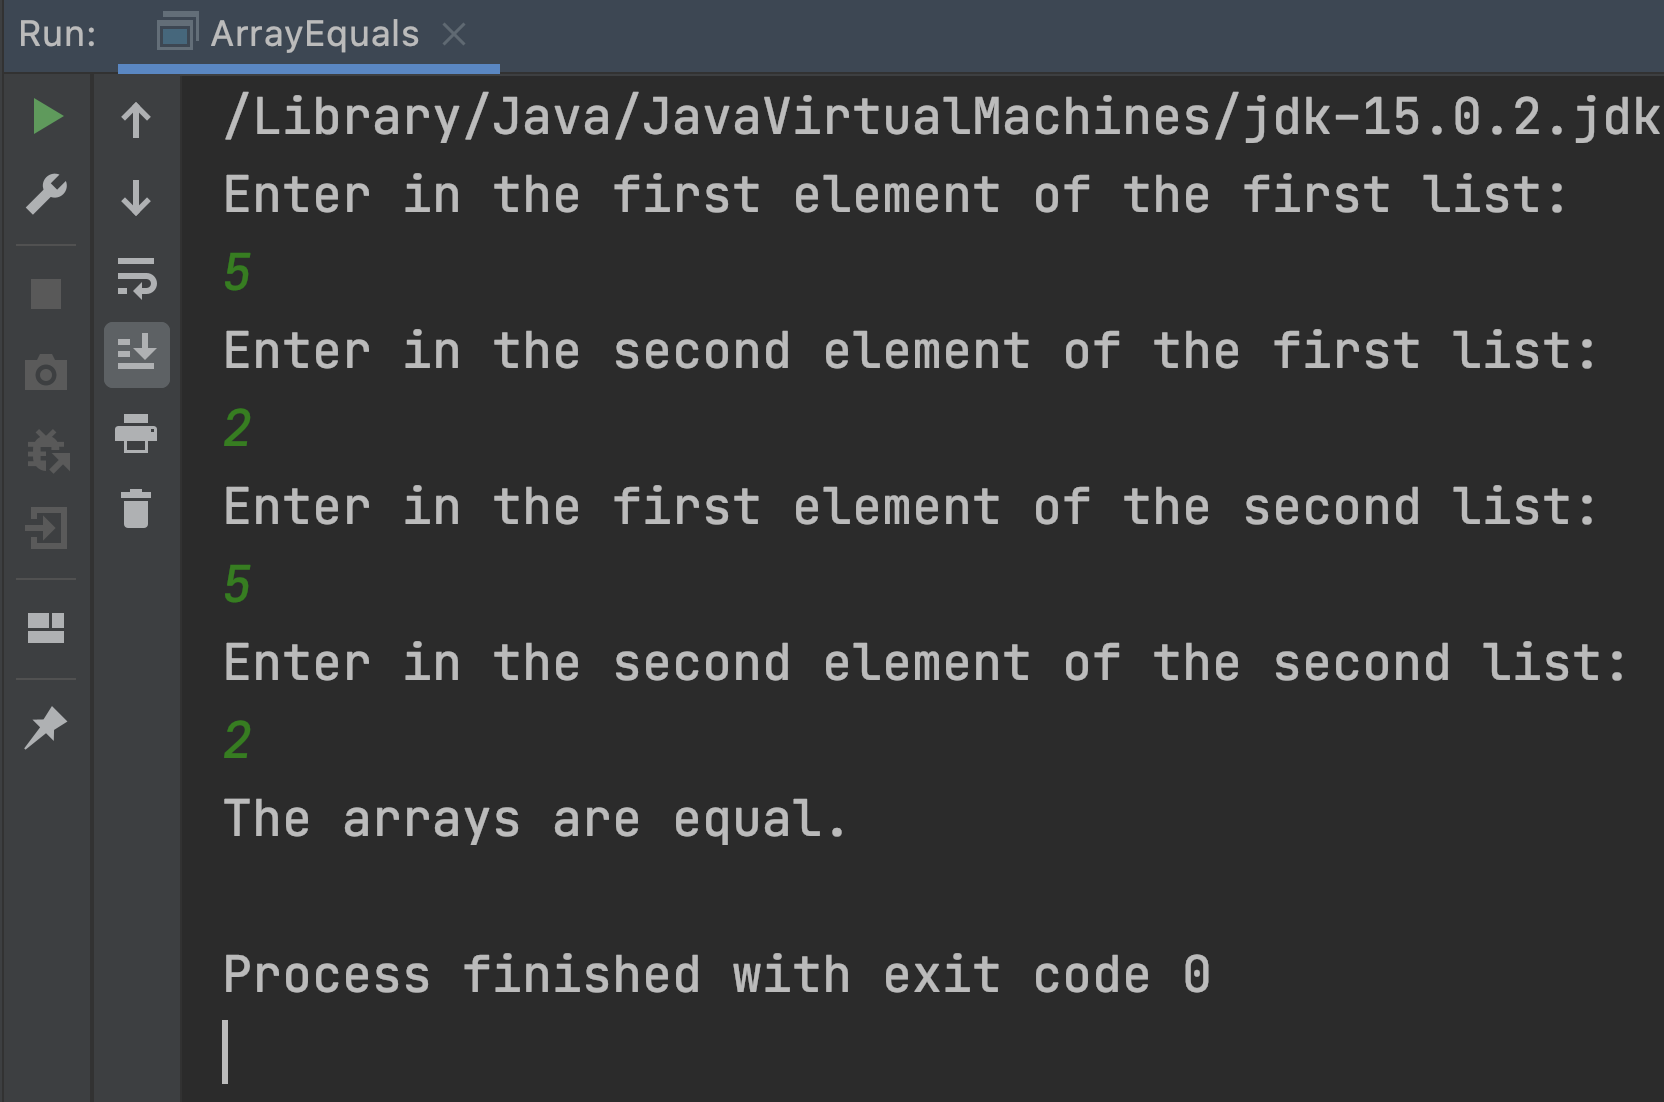 Run: ArrayEquals
/Library/Java/JavaVirtualMachines/jdk-15.0.2.jdk
Enter in the first element of the first list:
5
Enter in the second element of the first list:
2
Enter in the first element of the second list:
5
Enter in the second element of the second list:
2
The arrays are equal.
Process finished with exit code 0